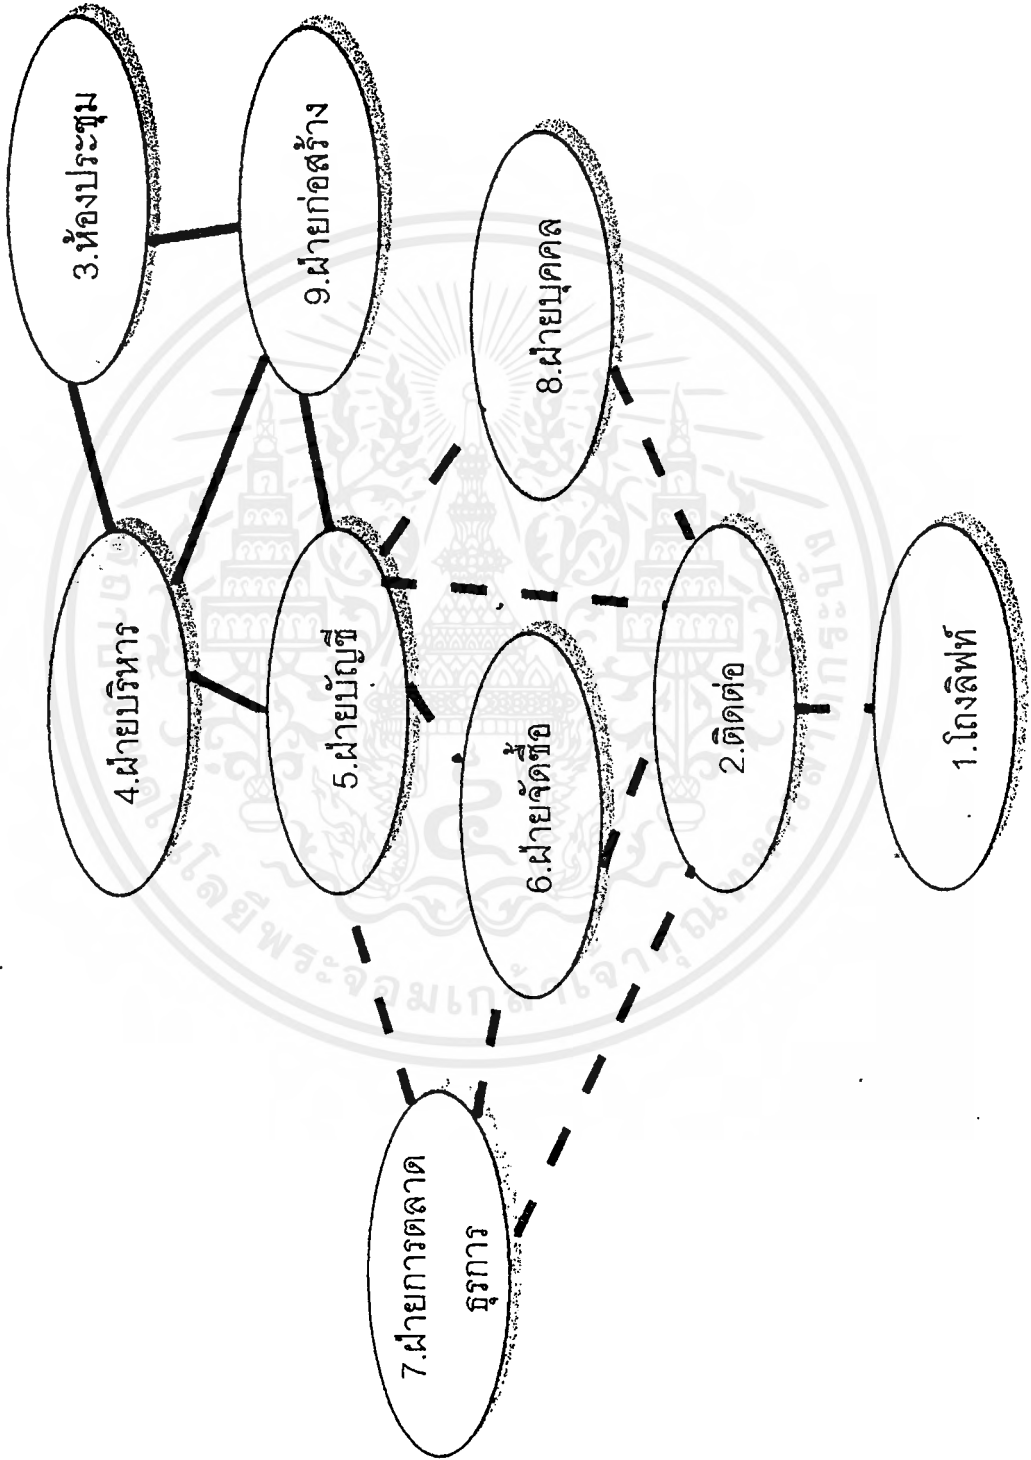 3.ห้องประชุม
9.ฝ่ายก่อสร้าง
8.ฝ่ายบุคคล
4.ฝ่ายบริหาร
5.ฝ่ายบัญชี
6.ฝ่ายจัดซื้อ
2.ติดต่อ
1.โถงลิฟท์
7.ฝ่ายการตลาด
ธุรการ